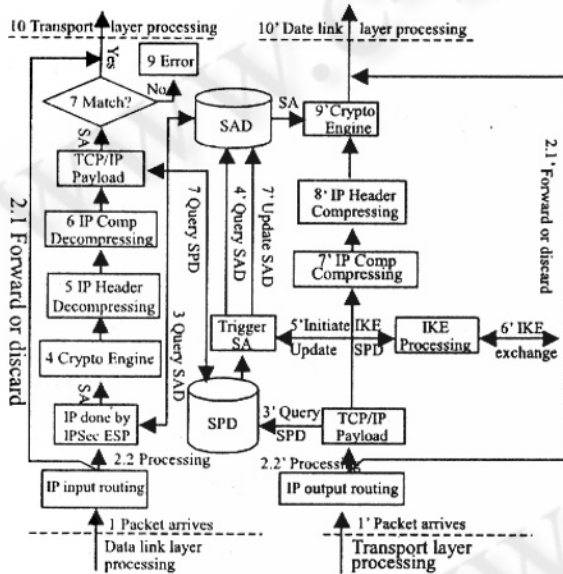 10 Transport layer processing
Yes
9 Error
No
7 Match?
SA
TCP/IP
Payload
6 IP Comp
Decompressing
5 IP Header
Decompressing
4 Crypto Engine
SA
IP done by
IPSec ESP
2.2 Processing
IP input routing
1 Packet arrives
Data link layer
processing
2.1 Forward or discard
7 Query SPD
3 Query SAD
SAD
4' Query SAD
7' Update SAD
Trigger
SA
SPD
10' Date link layer processing
SA
9' Crypto
Engine
8' IP Header
Compressing
7' IP Comp
Compressing
5' Initiate IKE
Update SPD
IKE
Processing
6' IKE
exchange
3' Query
SPD
TCP/IP
Payload
2.2' Processing
IP output routing
1' Packet arrives
Transport layer
processing
2.1' Forward or discard